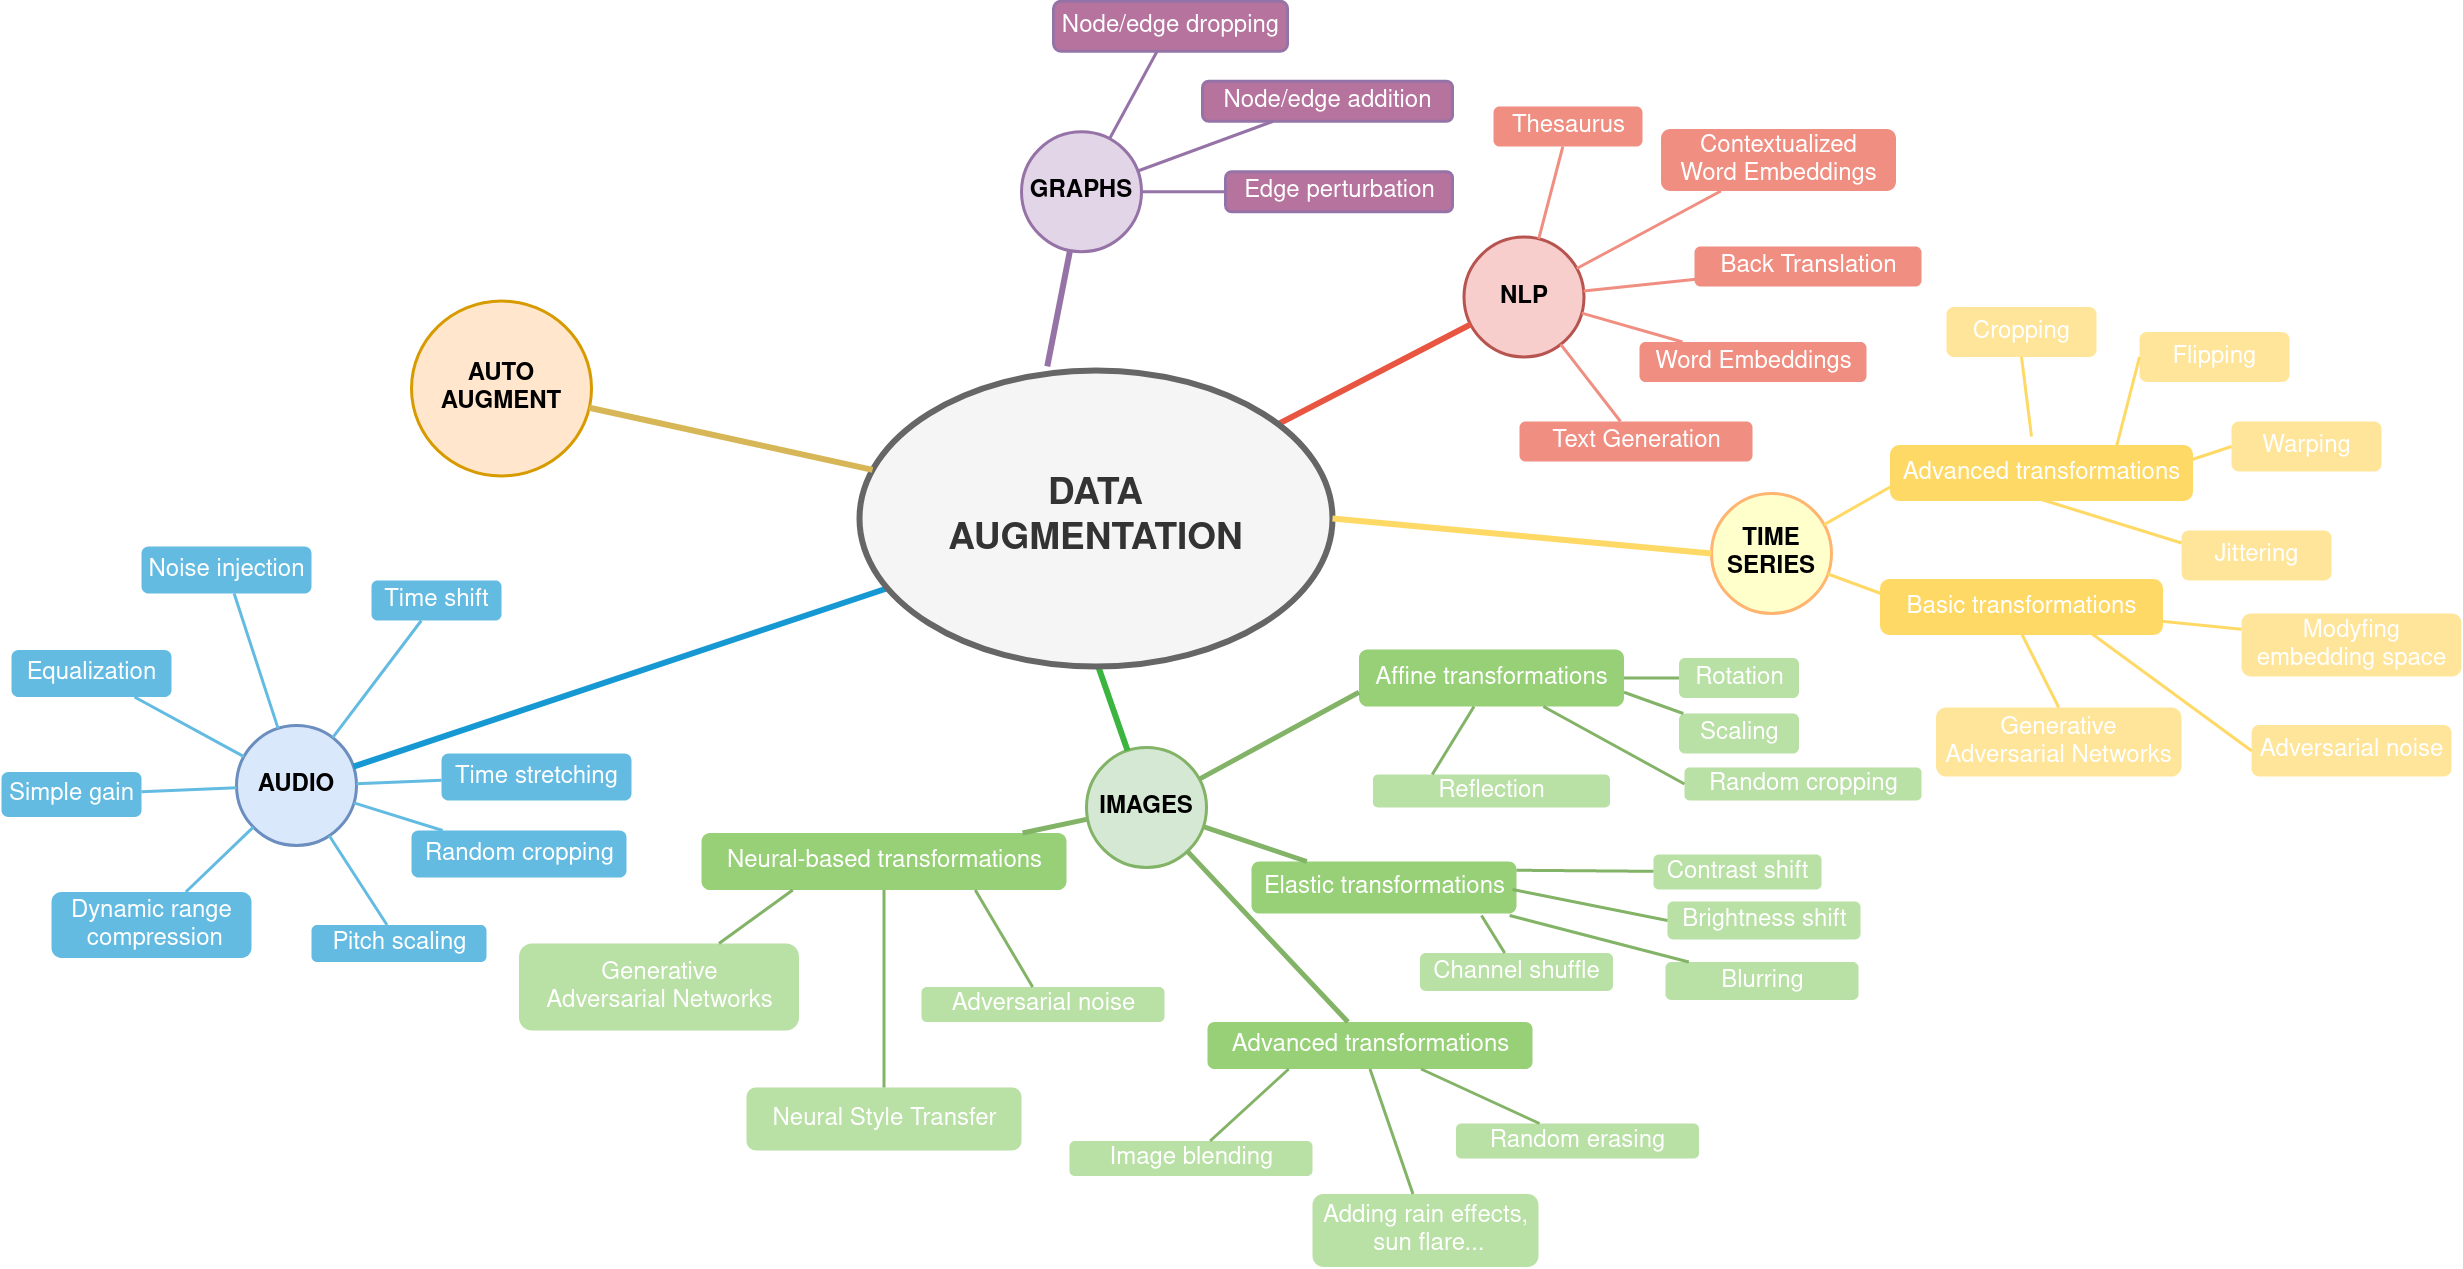 Node/edge dropping
Node/edge addition
Edge perturbation
GRAPHS
Thesaurus
Contextualized
Word Embeddings
Back Translation
NLP
Word Embeddings
Text Generation
AUTO
AUGMENT
DATA
AUGMENTATION
Cropping
Flipping
Warping
Advanced transformations
Jittering
TIME
SERIES
Basic transformations
Modyfing
embedding space
Generative
Adversarial Networks
Adversarial noise
Noise injection
Time shift
Equalization
AUDIO
Time stretching
Simple gain
Random cropping
Dynamic range
compression
Pitch scaling
IMAGES
Affine transformations
Rotation
Scaling
Reflection
Random cropping
Neural-based transformations
Generative
Adversarial Networks
Adversarial noise
Neural Style Transfer
Elastic transformations
Contrast shift
Brightness shift
Channel shuffle
Blurring
Advanced transformations
Image blending
Random erasing
Adding rain effects,
sun flare...